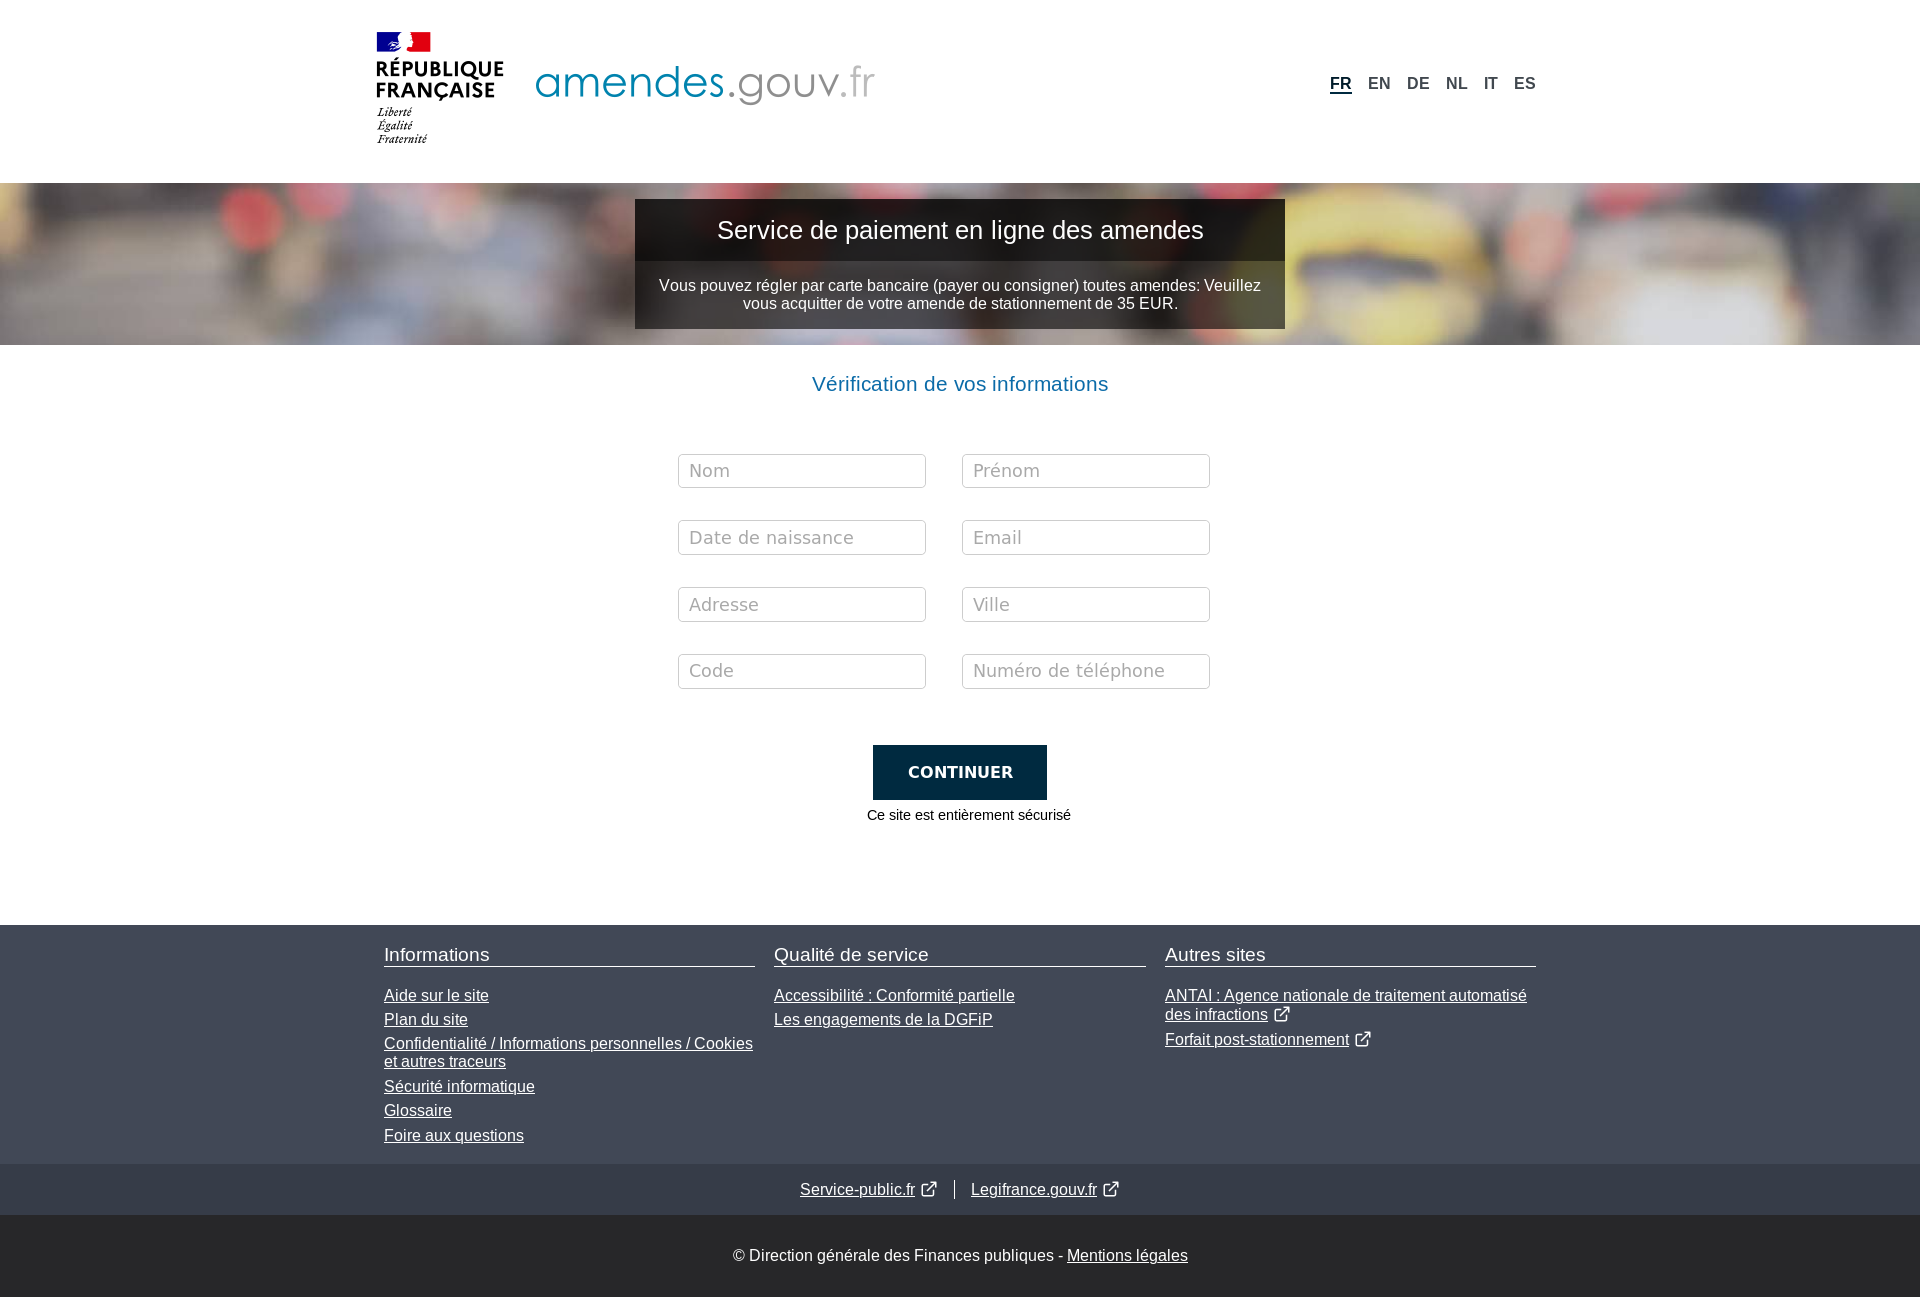 RÉPUBLIQUE
FRANÇAISE
Liberté
Égalité
Fraternité
amendes.gouv.fr
FR EN DE NL IT ES
Service de paiement en ligne des amendes
Vous pouvez régler par carte bancaire (payer ou consigner) toutes amendes: Veuillez
vous acquitter de votre amende de stationnement de 35 EUR.
Vérification de vos informations
Nom
Prénom
Date de naissance
Email
Adresse
Ville
Code
Numéro de téléphone
CONTINUER
Ce site est entièrement sécurisé
Informations
Aide sur le site
Plan du site
Confidentialité / Informations personnelles / Cookies
et autres traceurs
Sécurité informatique
Glossaire
Foire aux questions
Qualité de service
Accessibilité : Conformité partielle
Les engagements de la DGFiP
Autres sites
ANTAI : Agence nationale de traitement automatisé
des infractions
Forfait post-stationnement
Service-public.fr
Legifrance.gouv.fr
© Direction générale des Finances publiques - Mentions légales